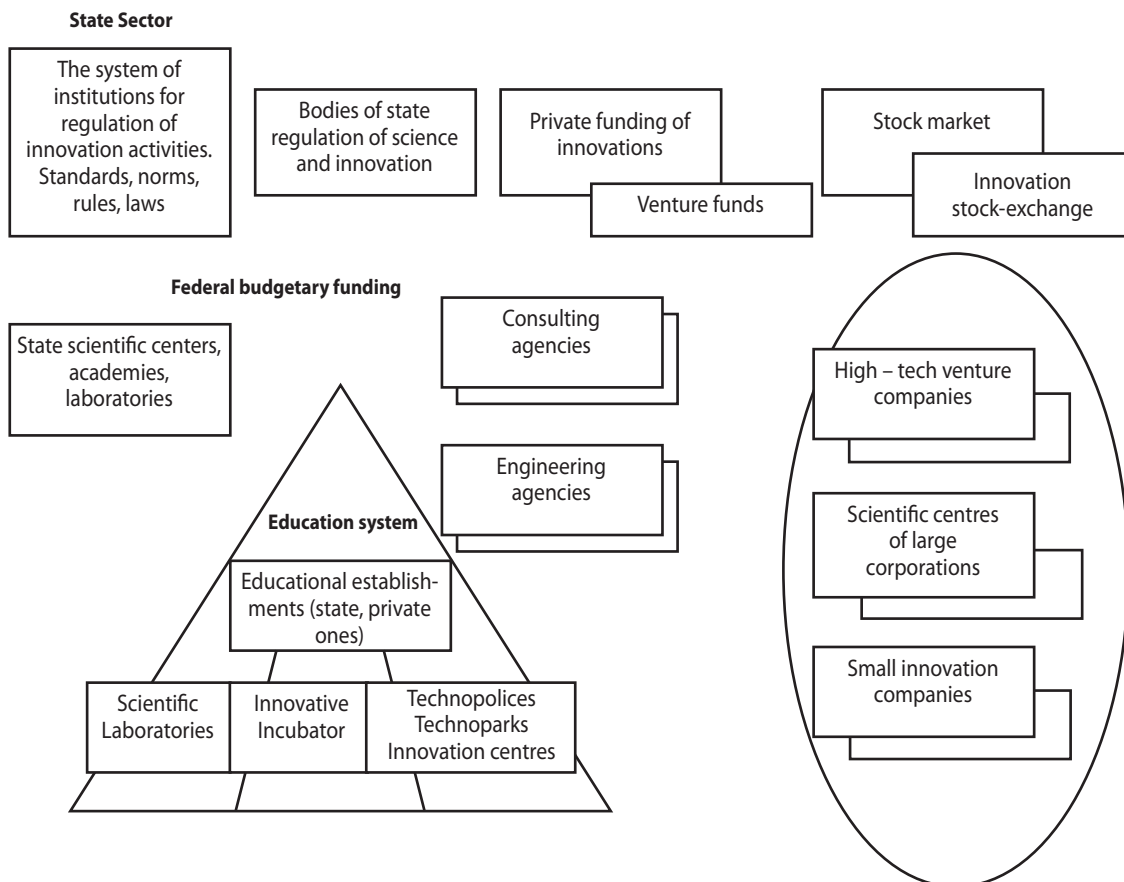 State Sector
The system of
institutions for
regulation of
innovation activities.
Standards, norms,
rules, laws
Bodies of state
regulation of science
and innovation
Private funding of
innovations
Venture funds
Stock market
Innovation
stock-exchange
Federal budgetary funding
State scientific centers,
academies,
laboratories
Consulting
agencies
Engineering
agencies
Education system
Educational establish-
ments (state, private
ones)
Scientific
Laboratories
Innovative
Incubator
Technopolices
Technoparks
Innovation centres
High – tech venture
companies
Scientific centres
of large
corporations
Small innovation
companies